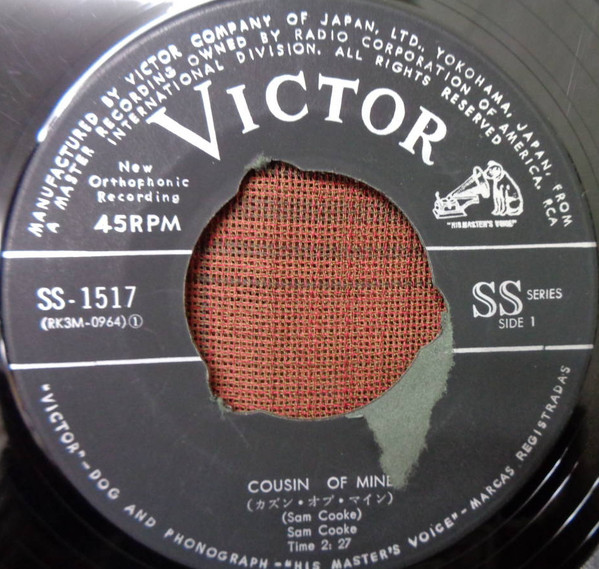 MANUFACTURED BY VICTOR COMPANY OF JAPAN, LTD., YOKOHAMA, JAPAN, FROM
A MASTER RECORDING OWNED BY RADIO CORPORATION OF AMERICA, RCA
INTERNATIONAL DIVISION. ALL RIGHTS RESERVED
VICTOR
New
Orthophonic
Recording
45RPM
"HIS MASTER'S VOICE"
SS-1517
(RK3M-0964)①
SS SERIES
SIDE 1
COUSIN OF MINE
(カズン・オブ・マイン)
(Sam Cooke)
Sam Cooke
Time 2: 27
"VICTOR"-DOG AND PHONOGRAPH-"HIS MASTER'S VOICE"-MARCAS REGISTRADAS